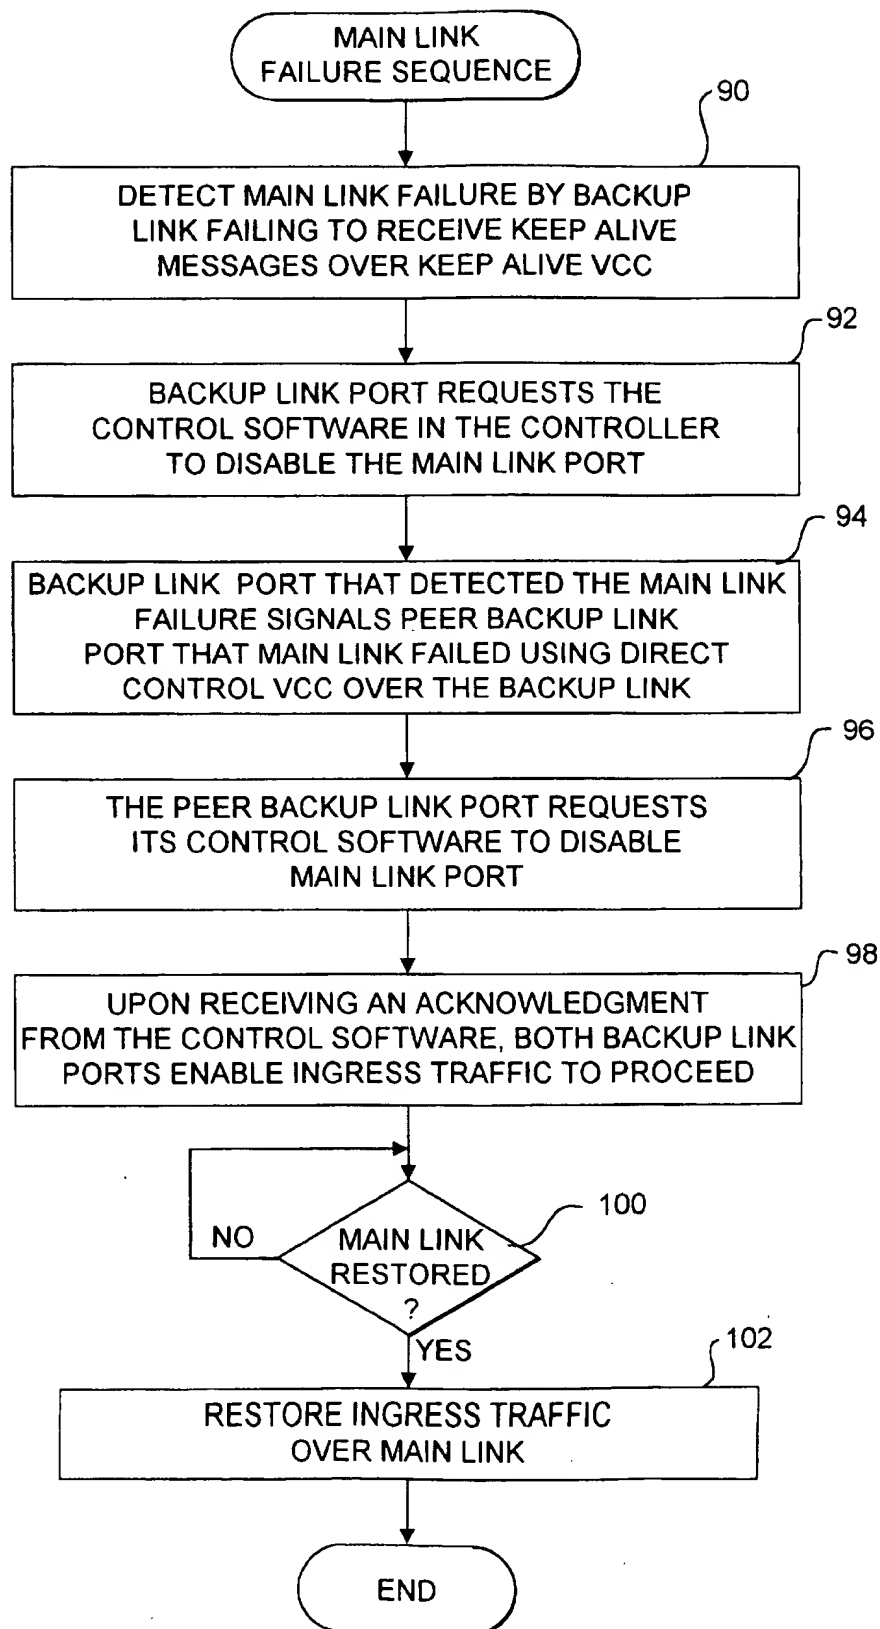 MAIN LINK
FAILURE SEQUENCE
90
DETECT MAIN LINK FAILURE BY BACKUP
LINK FAILING TO RECEIVE KEEP ALIVE
MESSAGES OVER KEEP ALIVE VCC
92
BACKUP LINK PORT REQUESTS THE
CONTROL SOFTWARE IN THE CONTROLLER
TO DISABLE THE MAIN LINK PORT
94
BACKUP LINK PORT THAT DETECTED THE MAIN LINK
FAILURE SIGNALS PEER BACKUP LINK
PORT THAT MAIN LINK FAILED USING DIRECT
CONTROL VCC OVER THE BACKUP LINK
96
THE PEER BACKUP LINK PORT REQUESTS
ITS CONTROL SOFTWARE TO DISABLE
MAIN LINK PORT
98
UPON RECEIVING AN ACKNOWLEDGMENT
FROM THE CONTROL SOFTWARE, BOTH BACKUP LINK
PORTS ENABLE INGRESS TRAFFIC TO PROCEED
100
NO
MAIN LINK
RESTORED
?
YES
102
RESTORE INGRESS TRAFFIC
OVER MAIN LINK
END